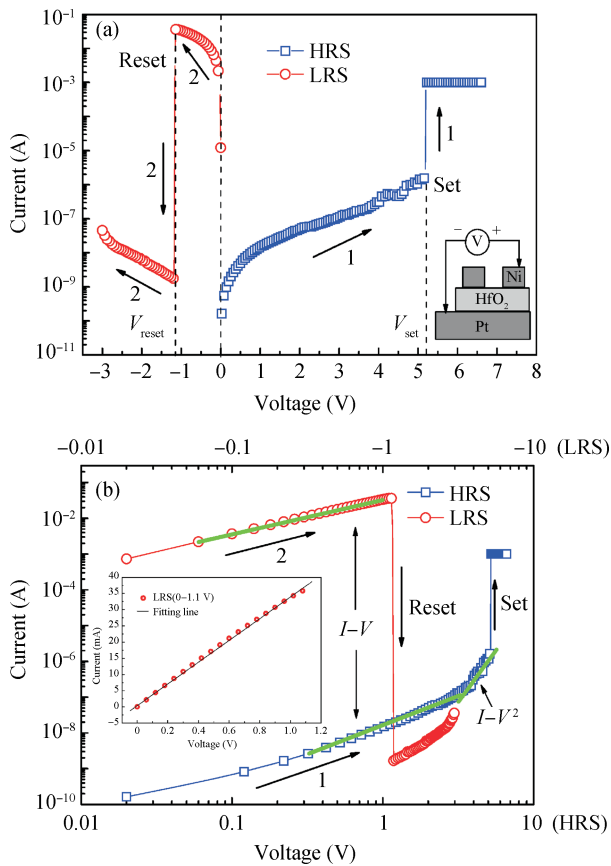 (a)
HRS
LRS
Reset
2
2
2
1
1
Set
V_reset
V_set
− V +
Ni
HfO₂
Pt
10⁻¹
10⁻³
10⁻⁵
10⁻⁷
10⁻⁹
10⁻¹¹
Current (A)
−3 −2 −1 0 1 2 3 4 5 6 7 8
Voltage (V)
−0.01 −0.1 −1 −10 (LRS)
(b)
HRS
LRS
2
I−V
Reset
Set
I−V²
1
LRS(0−1.1 V)
Fitting line
40
35
30
25
20
15
10
5
0
−5
Current (mA)
0 0.2 0.4 0.6 0.8 1.0 1.2
Voltage (V)
10⁰
10⁻²
10⁻⁴
10⁻⁶
10⁻⁸
10⁻¹⁰
Current (A)
0.01 0.1 1 10
Voltage (V) (HRS)